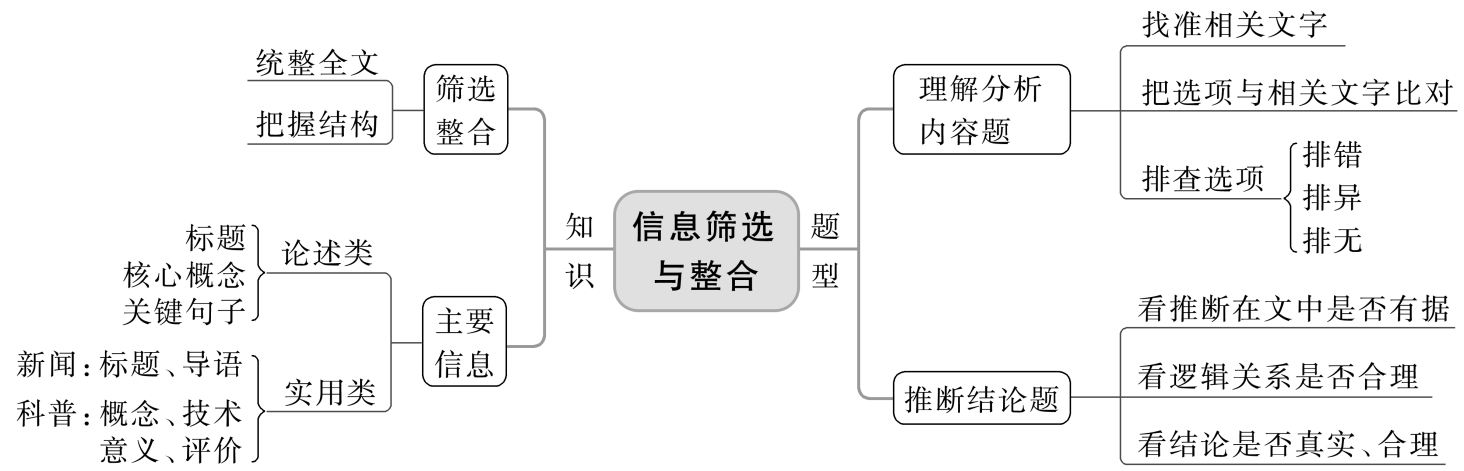 信息筛选
与整合
知
识
筛选
整合
统整全文
把握结构
主要
信息
论述类
标题
核心概念
关键句子
实用类
新闻：标题、导语
科普：概念、技术
意义、评价
题
型
理解分析
内容题
找准相关文字
把选项与相关文字比对
排查选项
排错
排异
排无
推断结论题
看推断在文中是否有据
看逻辑关系是否合理
看结论是否真实、合理